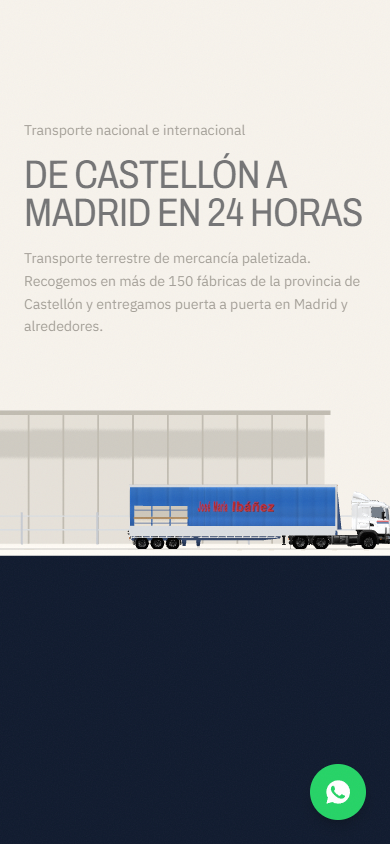 Transporte nacional e internacional
DE CASTELLÓN A
MADRID EN 24 HORAS
Transporte terrestre de mercancía paletizada.
Recogemos en más de 150 fábricas de la provincia de
Castellón y entregamos puerta a puerta en Madrid y
alrededores.
Ibáñez